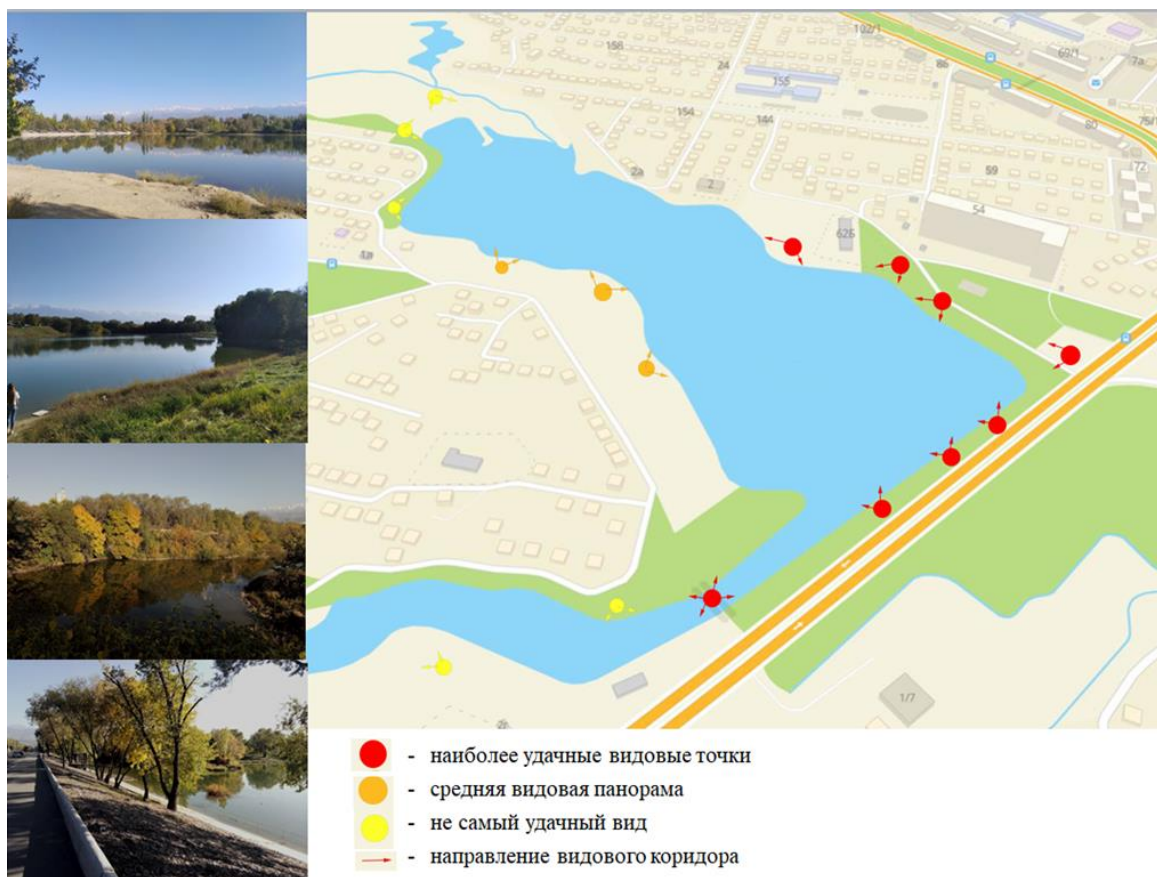 102/1
69/1
7a
158
24
8б
155
154
144
75/1
80
2а
2
59
72
54
62Б
1а
1/7
- наиболее удачные видовые точки
- средняя видовая панорама
- не самый удачный вид
- направление видового коридора